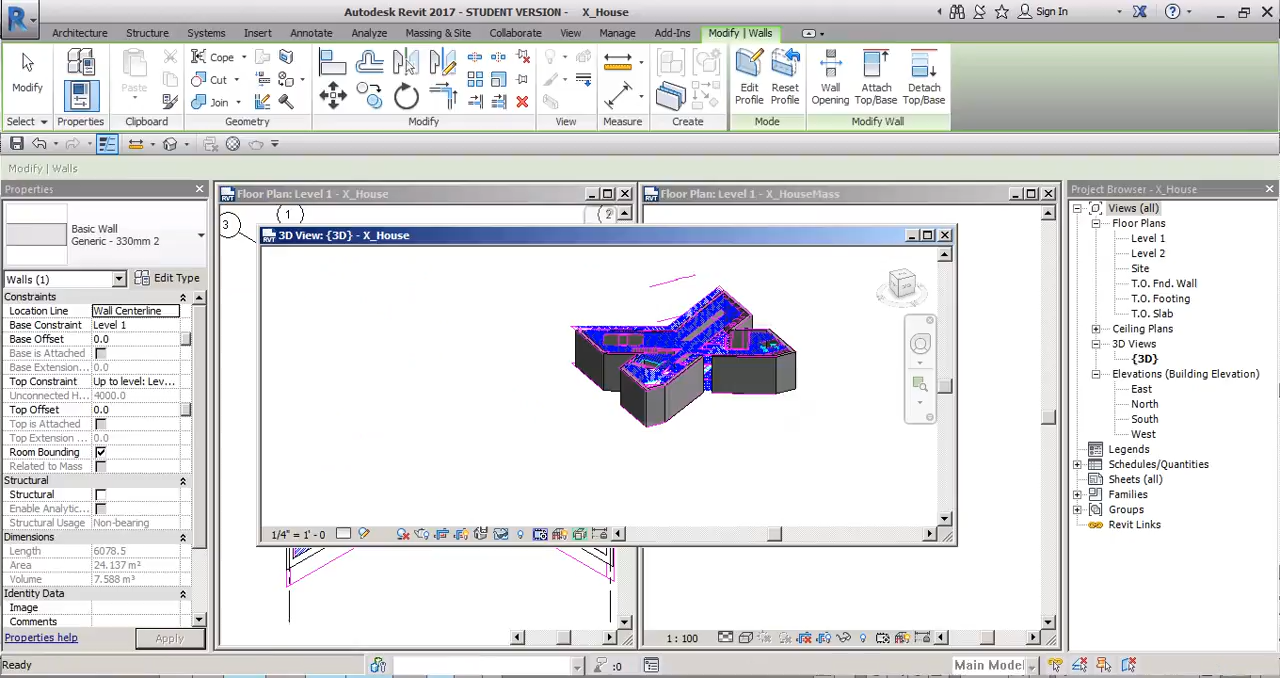 Autodesk Revit 2017 - STUDENT VERSION - X_House
Sign In
Architecture Structure Systems Insert Annotate Analyze Massing & Site Collaborate View Manage Add-Ins Modify | Walls
Modify
Select
Properties
Paste
Clipboard
Cope
Cut
Join
Geometry
Modify
View
Measure
Create
Edit Profile
Reset Profile
Mode
Wall Opening
Attach Top/Base
Detach Top/Base
Modify Wall
Modify | Walls
Properties
Basic Wall
Generic - 330mm 2
Walls (1)
Edit Type
Constraints
Location Line Wall Centerline
Base Constraint Level 1
Base Offset 0.0
Base is Attached
Base Extension... 0.0
Top Constraint Up to level: Lev...
Unconnected H... 4000.0
Top Offset 0.0
Top is Attached
Top Extension ... 0.0
Room Bounding
Related to Mass
Structural
Structural
Enable Analytic...
Structural Usage Non-bearing
Dimensions
Length 6078.5
Area 24.137 m²
Volume 7.588 m³
Identity Data
Image
Comments
Properties help
Apply
Floor Plan: Level 1 - X_House
1
2
3
Floor Plan: Level 1 - X_HouseMass
3D View: {3D} - X_House
1/4" = 1'- 0
1 : 100
Project Browser - X_House
Views (all)
Floor Plans
Level 1
Level 2
Site
T.O. Fnd. Wall
T.O. Footing
T.O. Slab
Ceiling Plans
3D Views
{3D}
Elevations (Building Elevation)
East
North
South
West
Legends
Schedules/Quantities
Sheets (all)
Families
Groups
Revit Links
Ready
:0
Main Model